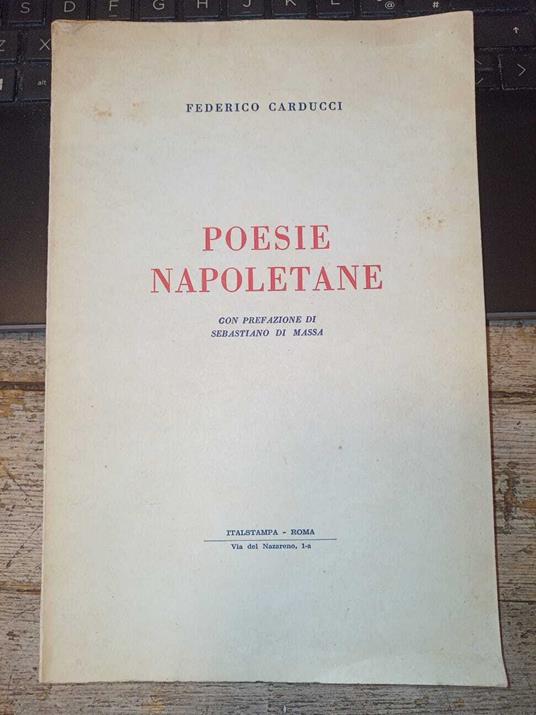 FEDERICO CARDUCCI
POESIE
NAPOLETANE
CON PREFAZIONE DI
SEBASTIANO DI MASSA
ITALSTAMPA - ROMA
Via del Nazareno, 1-a